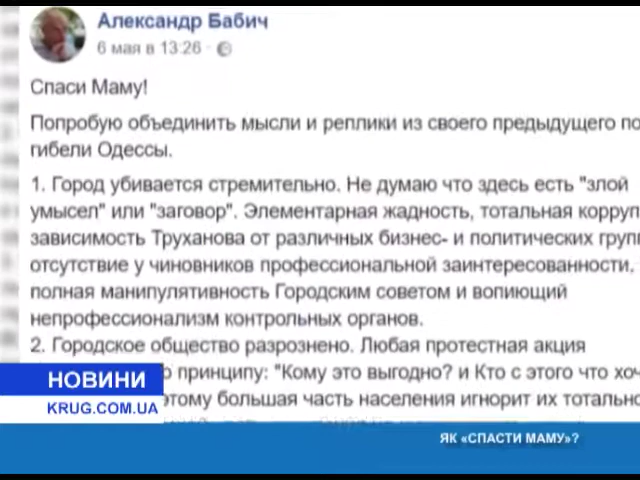 Александр Бабич
6 мая в 13:26 ·
Спаси Маму!
Попробую объединить мысли и реплики из своего предыдущего по
гибели Одессы.
1. Город убивается стремительно. Не думаю что здесь есть "злой
умысел" или "заговор". Элементарная жадность, тотальная корруп
зависимость Труханова от различных бизнес- и политических групп
отсутствие у чиновников профессиональной заинтересованности,
полная манипулятивность Городским советом и вопиющий
непрофессионализм контрольных органов.
2. Городское общество разрознено. Любая протестная акция
принципу: "Кому это выгодно? и Кто с этого что хоч
этому большая часть населения игнорит их тотально
НОВИНИ
KRUG.COM.UA
ЯК «СПАСТИ МАМУ»?